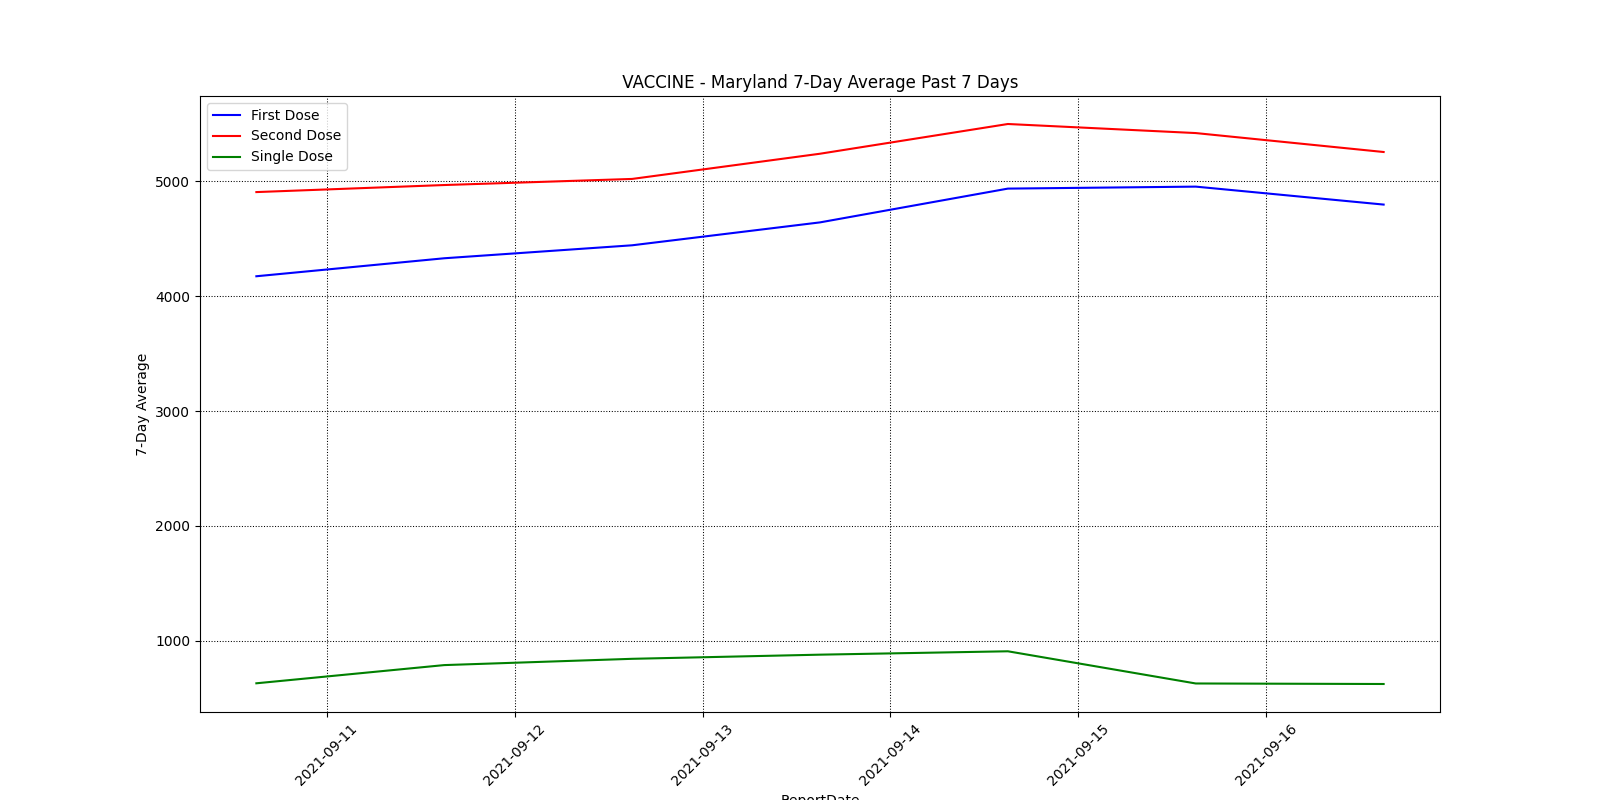 VACCINE - Maryland 7-Day Average Past 7 Days
First Dose
Second Dose
Single Dose
5000
4000
3000
2000
1000
7-Day Average
2021-09-11
2021-09-12
2021-09-13
2021-09-14
2021-09-15
2021-09-16
ReportDate